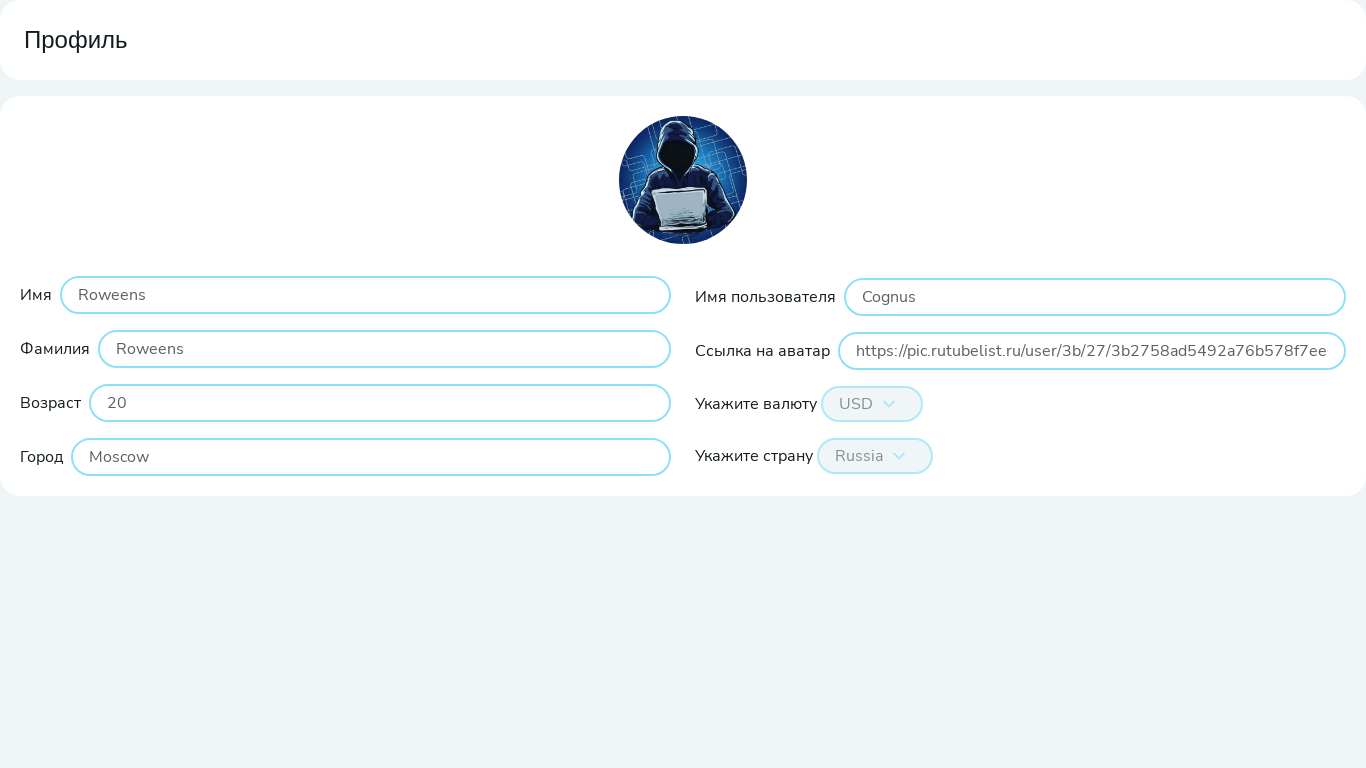 Профиль
Имя Roweens
Фамилия Roweens
Возраст 20
Город Moscow
Имя пользователя Cognus
Ссылка на аватар https://pic.rutubelist.ru/user/3b/27/3b2758ad5492a76b578f7ee
Укажите валюту USD
Укажите страну Russia